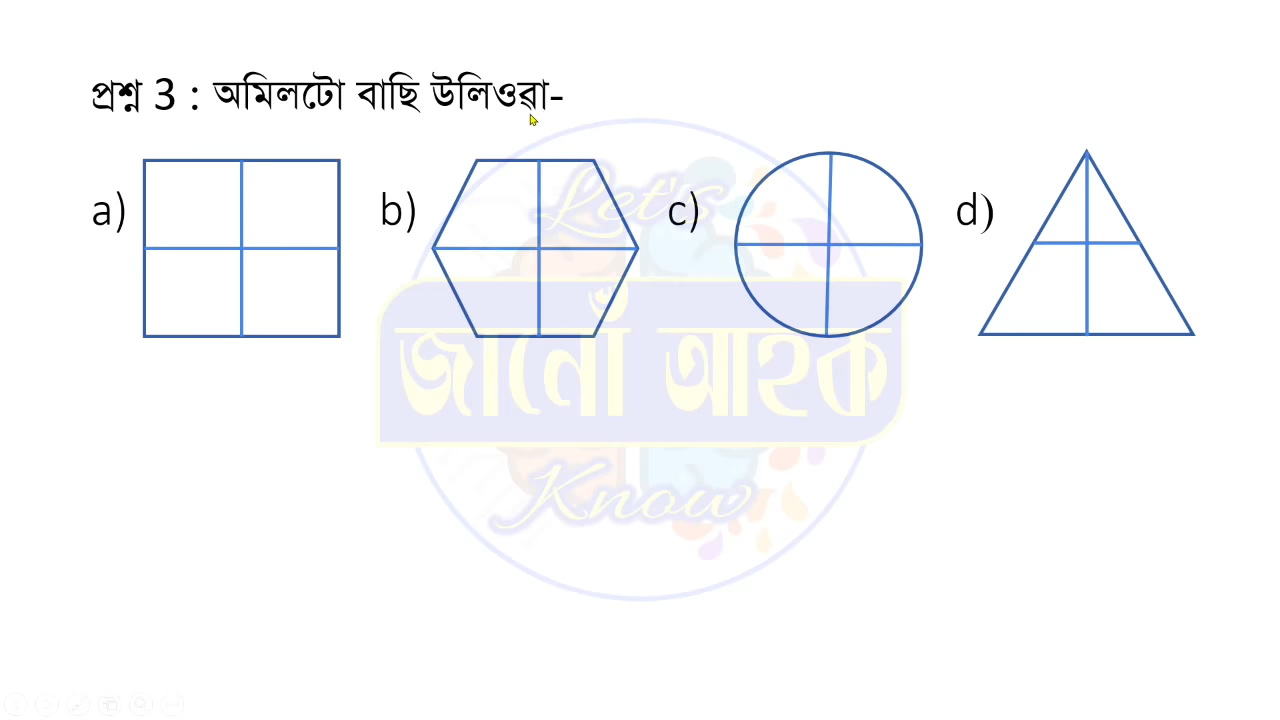 প্ৰশ্ন 3 : অমিলটো বাছি উলিওৱা-
a) b) c) d)
Let's
জানোঁ আহক
Know